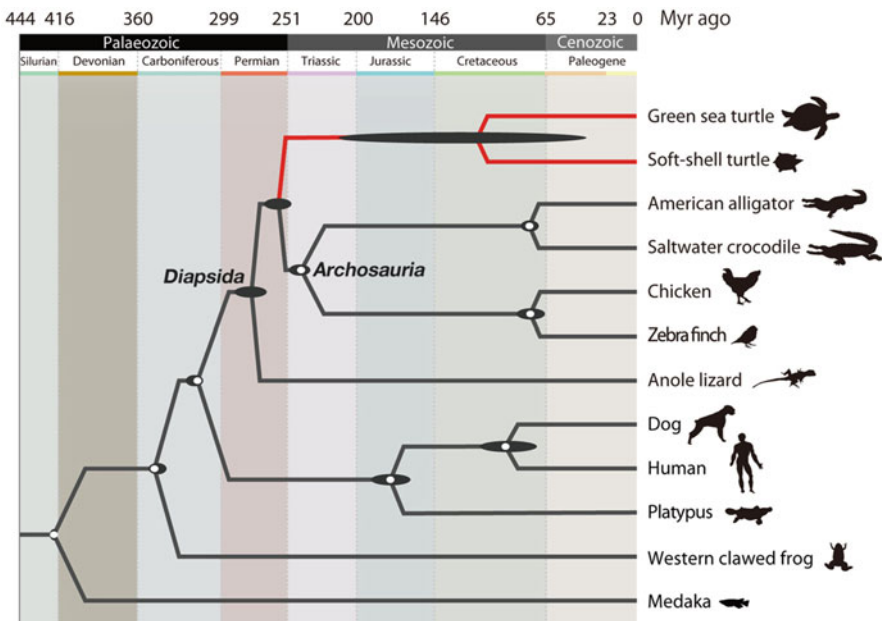 444 416 360 299 251 200 146 65 23 0 Myr ago
Palaeozoic Mesozoic Cenozoic
Silurian Devonian Carboniferous Permian Triassic Jurassic Cretaceous Paleogene
Green sea turtle
Soft-shell turtle
American alligator
Saltwater crocodile
Diapsida Archosauria
Chicken
Zebra finch
Anole lizard
Dog
Human
Platypus
Western clawed frog
Medaka